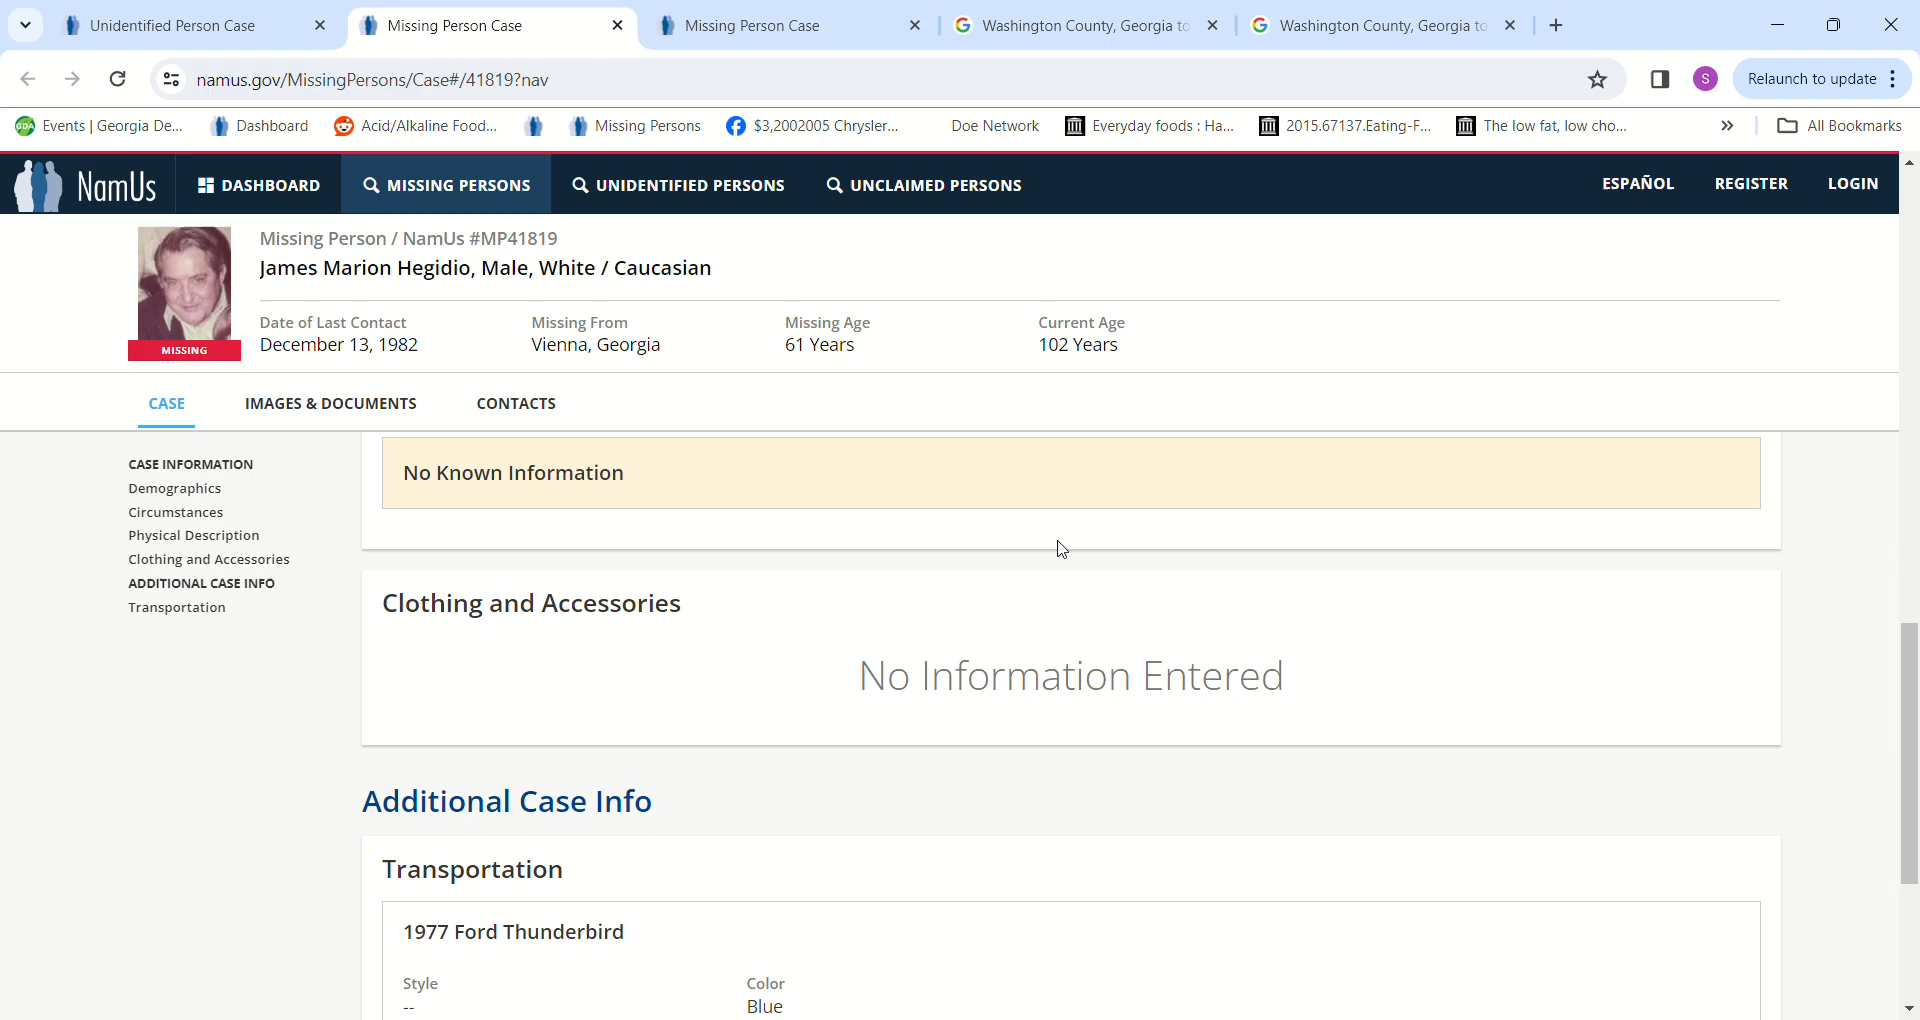 Unidentified Person Case
Missing Person Case
Missing Person Case
Washington County, Georgia to
Washington County, Georgia to
namus.gov/MissingPersons/Case#/41819?nav
S
Relaunch to update
GDA
Events | Georgia De...
Dashboard
Acid/Alkaline Food...
Missing Persons
$3,2002005 Chrysler...
Doe Network
Everyday foods : Ha...
2015.67137.Eating-F...
The low fat, low cho...
All Bookmarks
NamUs
DASHBOARD
MISSING PERSONS
UNIDENTIFIED PERSONS
UNCLAIMED PERSONS
ESPAÑOL
REGISTER
LOGIN
Missing Person / NamUs #MP41819
James Marion Hegidio, Male, White / Caucasian
MISSING
Date of Last Contact
December 13, 1982
Missing From
Vienna, Georgia
Missing Age
61 Years
Current Age
102 Years
CASE
IMAGES & DOCUMENTS
CONTACTS
CASE INFORMATION
Demographics
Circumstances
Physical Description
Clothing and Accessories
ADDITIONAL CASE INFO
Transportation
No Known Information
Clothing and Accessories
No Information Entered
Additional Case Info
Transportation
1977 Ford Thunderbird
Style
--
Color
Blue